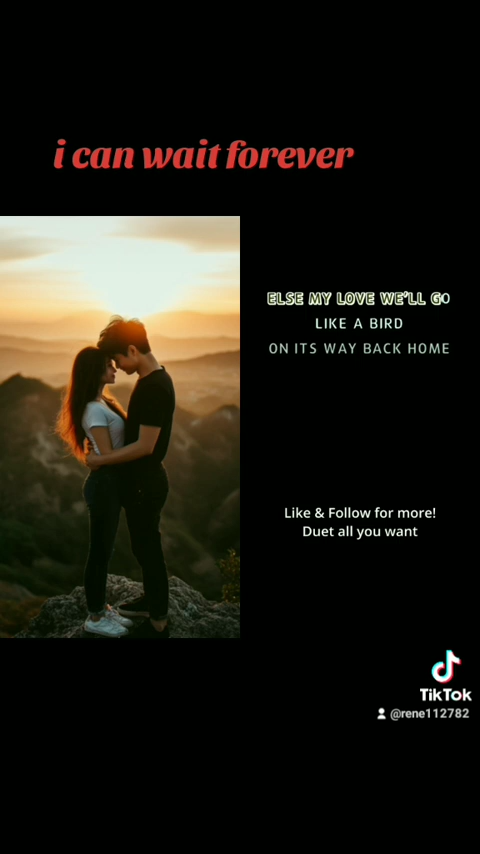 i can wait forever
ELSE MY LOVE WE'LL GO
LIKE A BIRD
ON ITS WAY BACK HOME
Like & Follow for more!
Duet all you want
TikTok
@rene112782